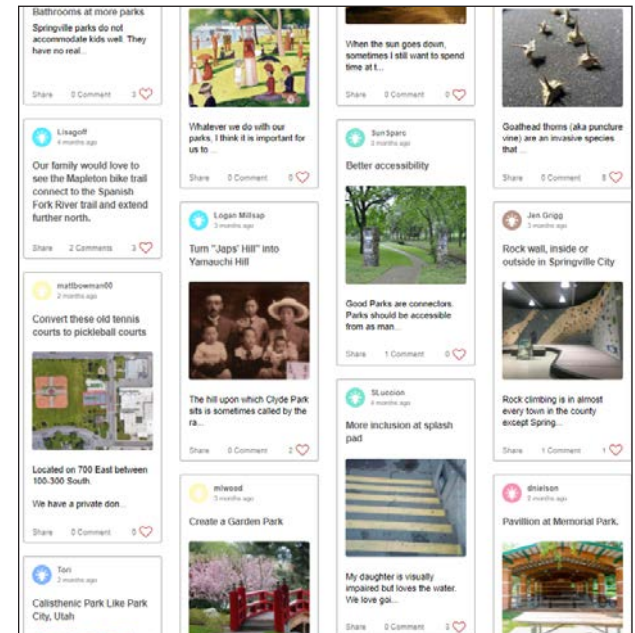 Bathrooms at more parks
Springville parks do not
accommodate kids well. They
have no real...
Share 0 Comment 3
Lisagoff
4 months ago
Our family would love to
see the Mapleton bike trail
connect to the Spanish
Fork River trail and extend
further north.
Share 2 Comments 3
mattbowman00
2 months ago
Convert these old tennis
courts to pickleball courts
Located on 700 East between
100-300 South.
We have a private don...
Share 0 Comment 5
Tori
2 months ago
Calisthenic Park Like Park
City, Utah
Whatever we do with our
parks, I think it is important for
us to ...
Share 0 Comment 0
Logan Millsap
3 months ago
Turn "Japs' Hill" into
Yamauchi Hill
The hill upon which Clyde Park
sits is sometimes called by the
ra...
Share 0 Comment 2
mlwood
3 months ago
Create a Garden Park
When the sun goes down,
sometimes I still want to spend
time at t...
Share 0 Comment 0
SunSparc
3 months ago
Better accessibility
Good Parks are connectors.
Parks should be accessible
from as man...
Share 1 Comment 0
SLuccion
4 months ago
More inclusion at splash
pad
My daughter is visually
impaired but loves the water.
We love goi...
Share 0 Comment 3
Goathead thorns (aka puncture
vine) are an invasive species
that ...
Share 0 Comment 8
Jen Grigg
3 months ago
Rock wall, inside or
outside in Springville City
Rock climbing is in almost
every town in the county
except Spring...
Share 1 Comment 1
dnielson
2 months ago
Pavillion at Memorial Park.